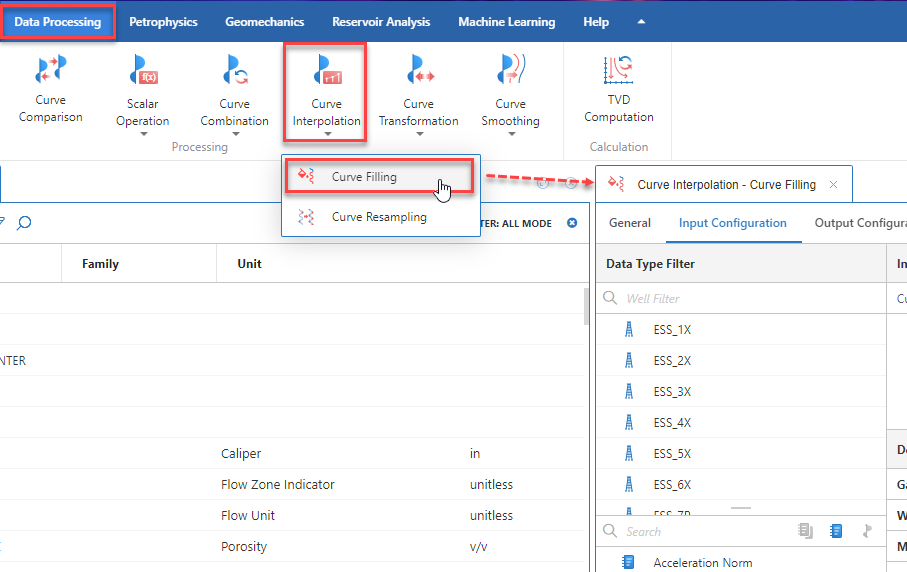 Data Processing Petrophysics Geomechanics Reservoir Analysis Machine Learning Help
Curve Comparison
Scalar Operation
Curve Combination
Curve Interpolation
Curve Transformation
Curve Smoothing
TVD Computation
Processing Calculation
Curve Filling
Curve Resampling
TER: ALL MODE
Family Unit
NTER
Caliper in
Flow Zone Indicator unitless
Flow Unit unitless
Porosity v/v
Curve Interpolation - Curve Filling
General Input Configuration Output Configura
Data Type Filter In
Well Filter Cu
ESS_1X
ESS_2X
ESS_3X
ESS_4X
ESS_5X De
ESS_6X Ga
W
Search M
Acceleration Norm